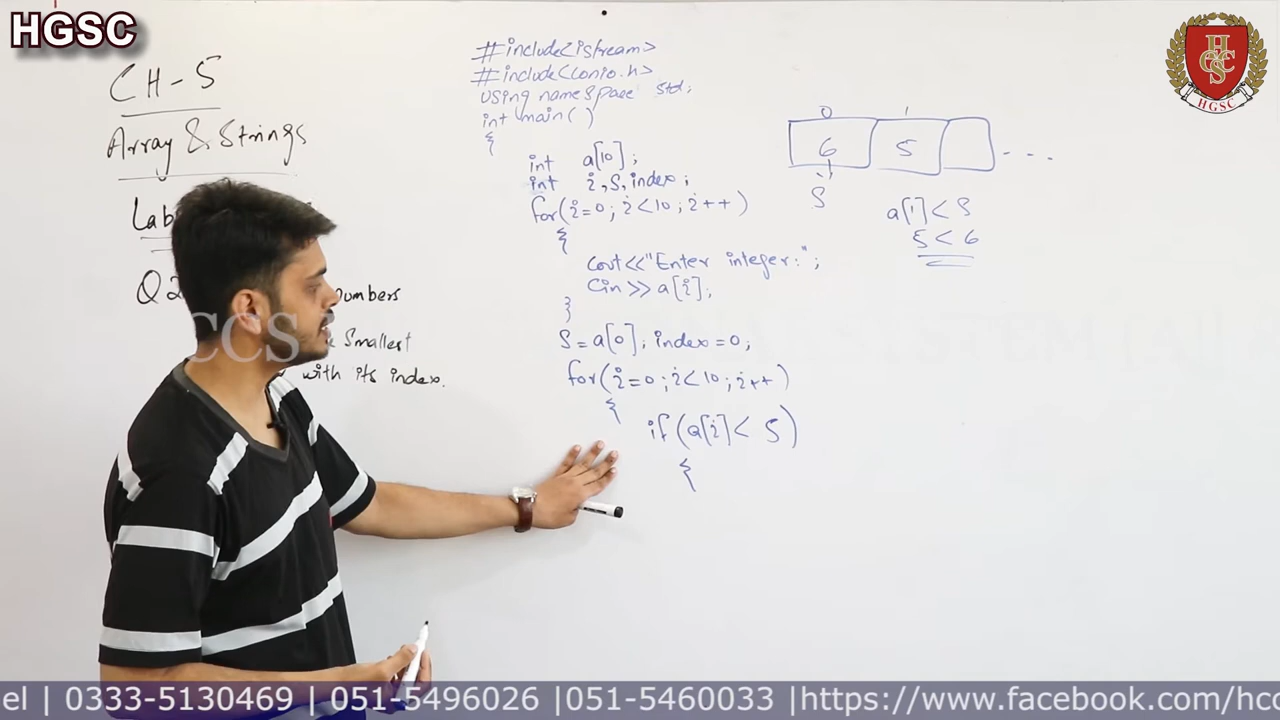 HGSC
CH-5
Array & Strings
Lab
Q2
umbers
Smallest
with its index.
#include<istream>
#include<conio.h>
using namespace std;
int main( )
{
int a[10];
int i,S,index;
for(i=0; i<10; i++)
{
Cout<<"Enter integer:";
Cin>>a[i];
}
S=a[0]; index=0;
for(i=0; i<10; i++)
{
if(a[i]< S)
{
0 1
6 5 ...
S
a[1]<S
5<6
HGSC
el | 0333-5130469 | 051-5496026 |051-5460033 |https://www.facebook.com/hcc